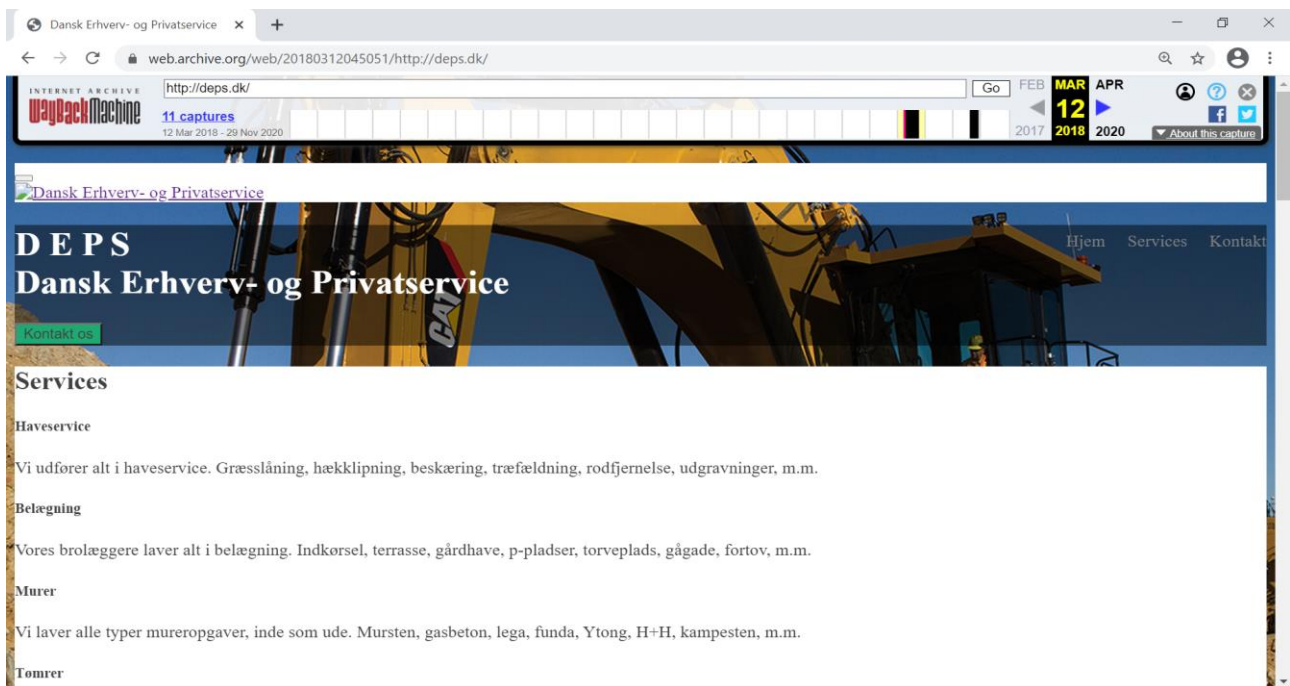 Dansk Erhverv- og Privatservice
web.archive.org/web/20180312045051/http://deps.dk/
INTERNET ARCHIVE
WayBackMachine
http://deps.dk/
Go
FEB MAR APR
11 captures
12
12 Mar 2018 - 29 Nov 2020
2017 2018 2020
About this capture
Dansk Erhverv- og Privatservice
D E P S
Hjem Services Kontakt
Dansk Erhverv- og Privatservice
CAT
Kontakt os
Services
Haveservice
Vi udfører alt i haveservice. Græsslåning, hækklipning, beskæring, træfældning, rodfjernelse, udgravninger, m.m.
Belægning
Vores brolæggere laver alt i belægning. Indkørsel, terrasse, gårdhave, p-pladser, torveplads, gågade, fortov, m.m.
Murer
Vi laver alle typer mureropgaver, inde som ude. Mursten, gasbeton, lega, funda, Ytong, H+H, kampesten, m.m.
Tømrer